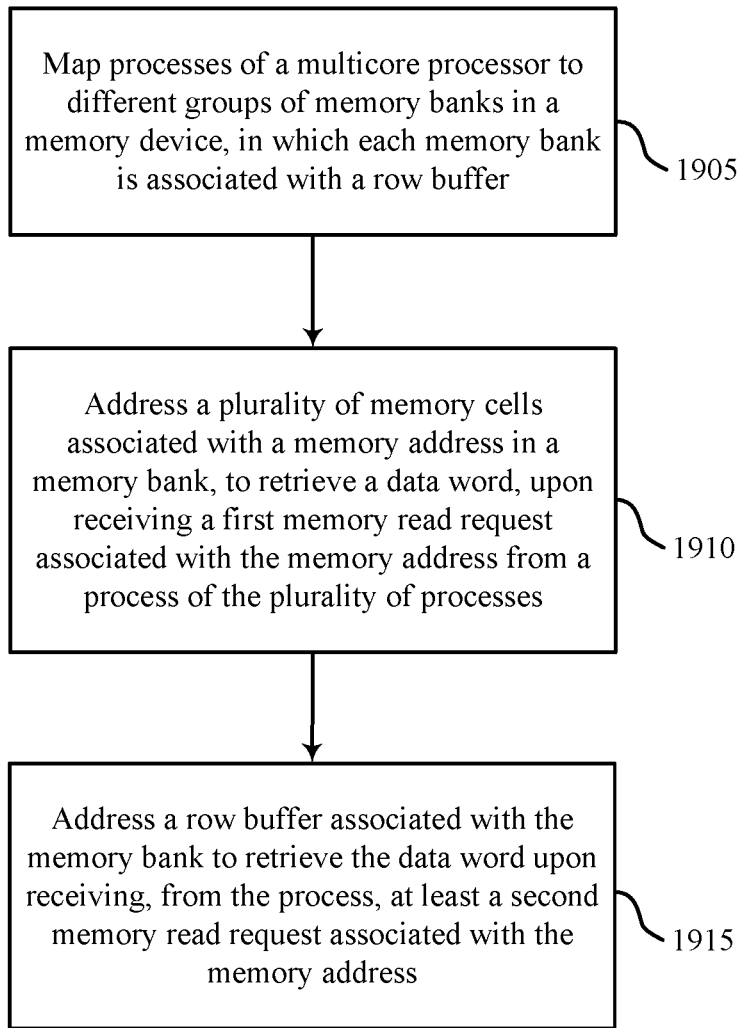 Map processes of a multicore processor to
different groups of memory banks in a
memory device, in which each memory bank
is associated with a row buffer
1905
Address a plurality of memory cells
associated with a memory address in a
memory bank, to retrieve a data word, upon
receiving a first memory read request
associated with the memory address from a
process of the plurality of processes
1910
Address a row buffer associated with the
memory bank to retrieve the data word upon
receiving, from the process, at least a second
memory read request associated with the
memory address
1915